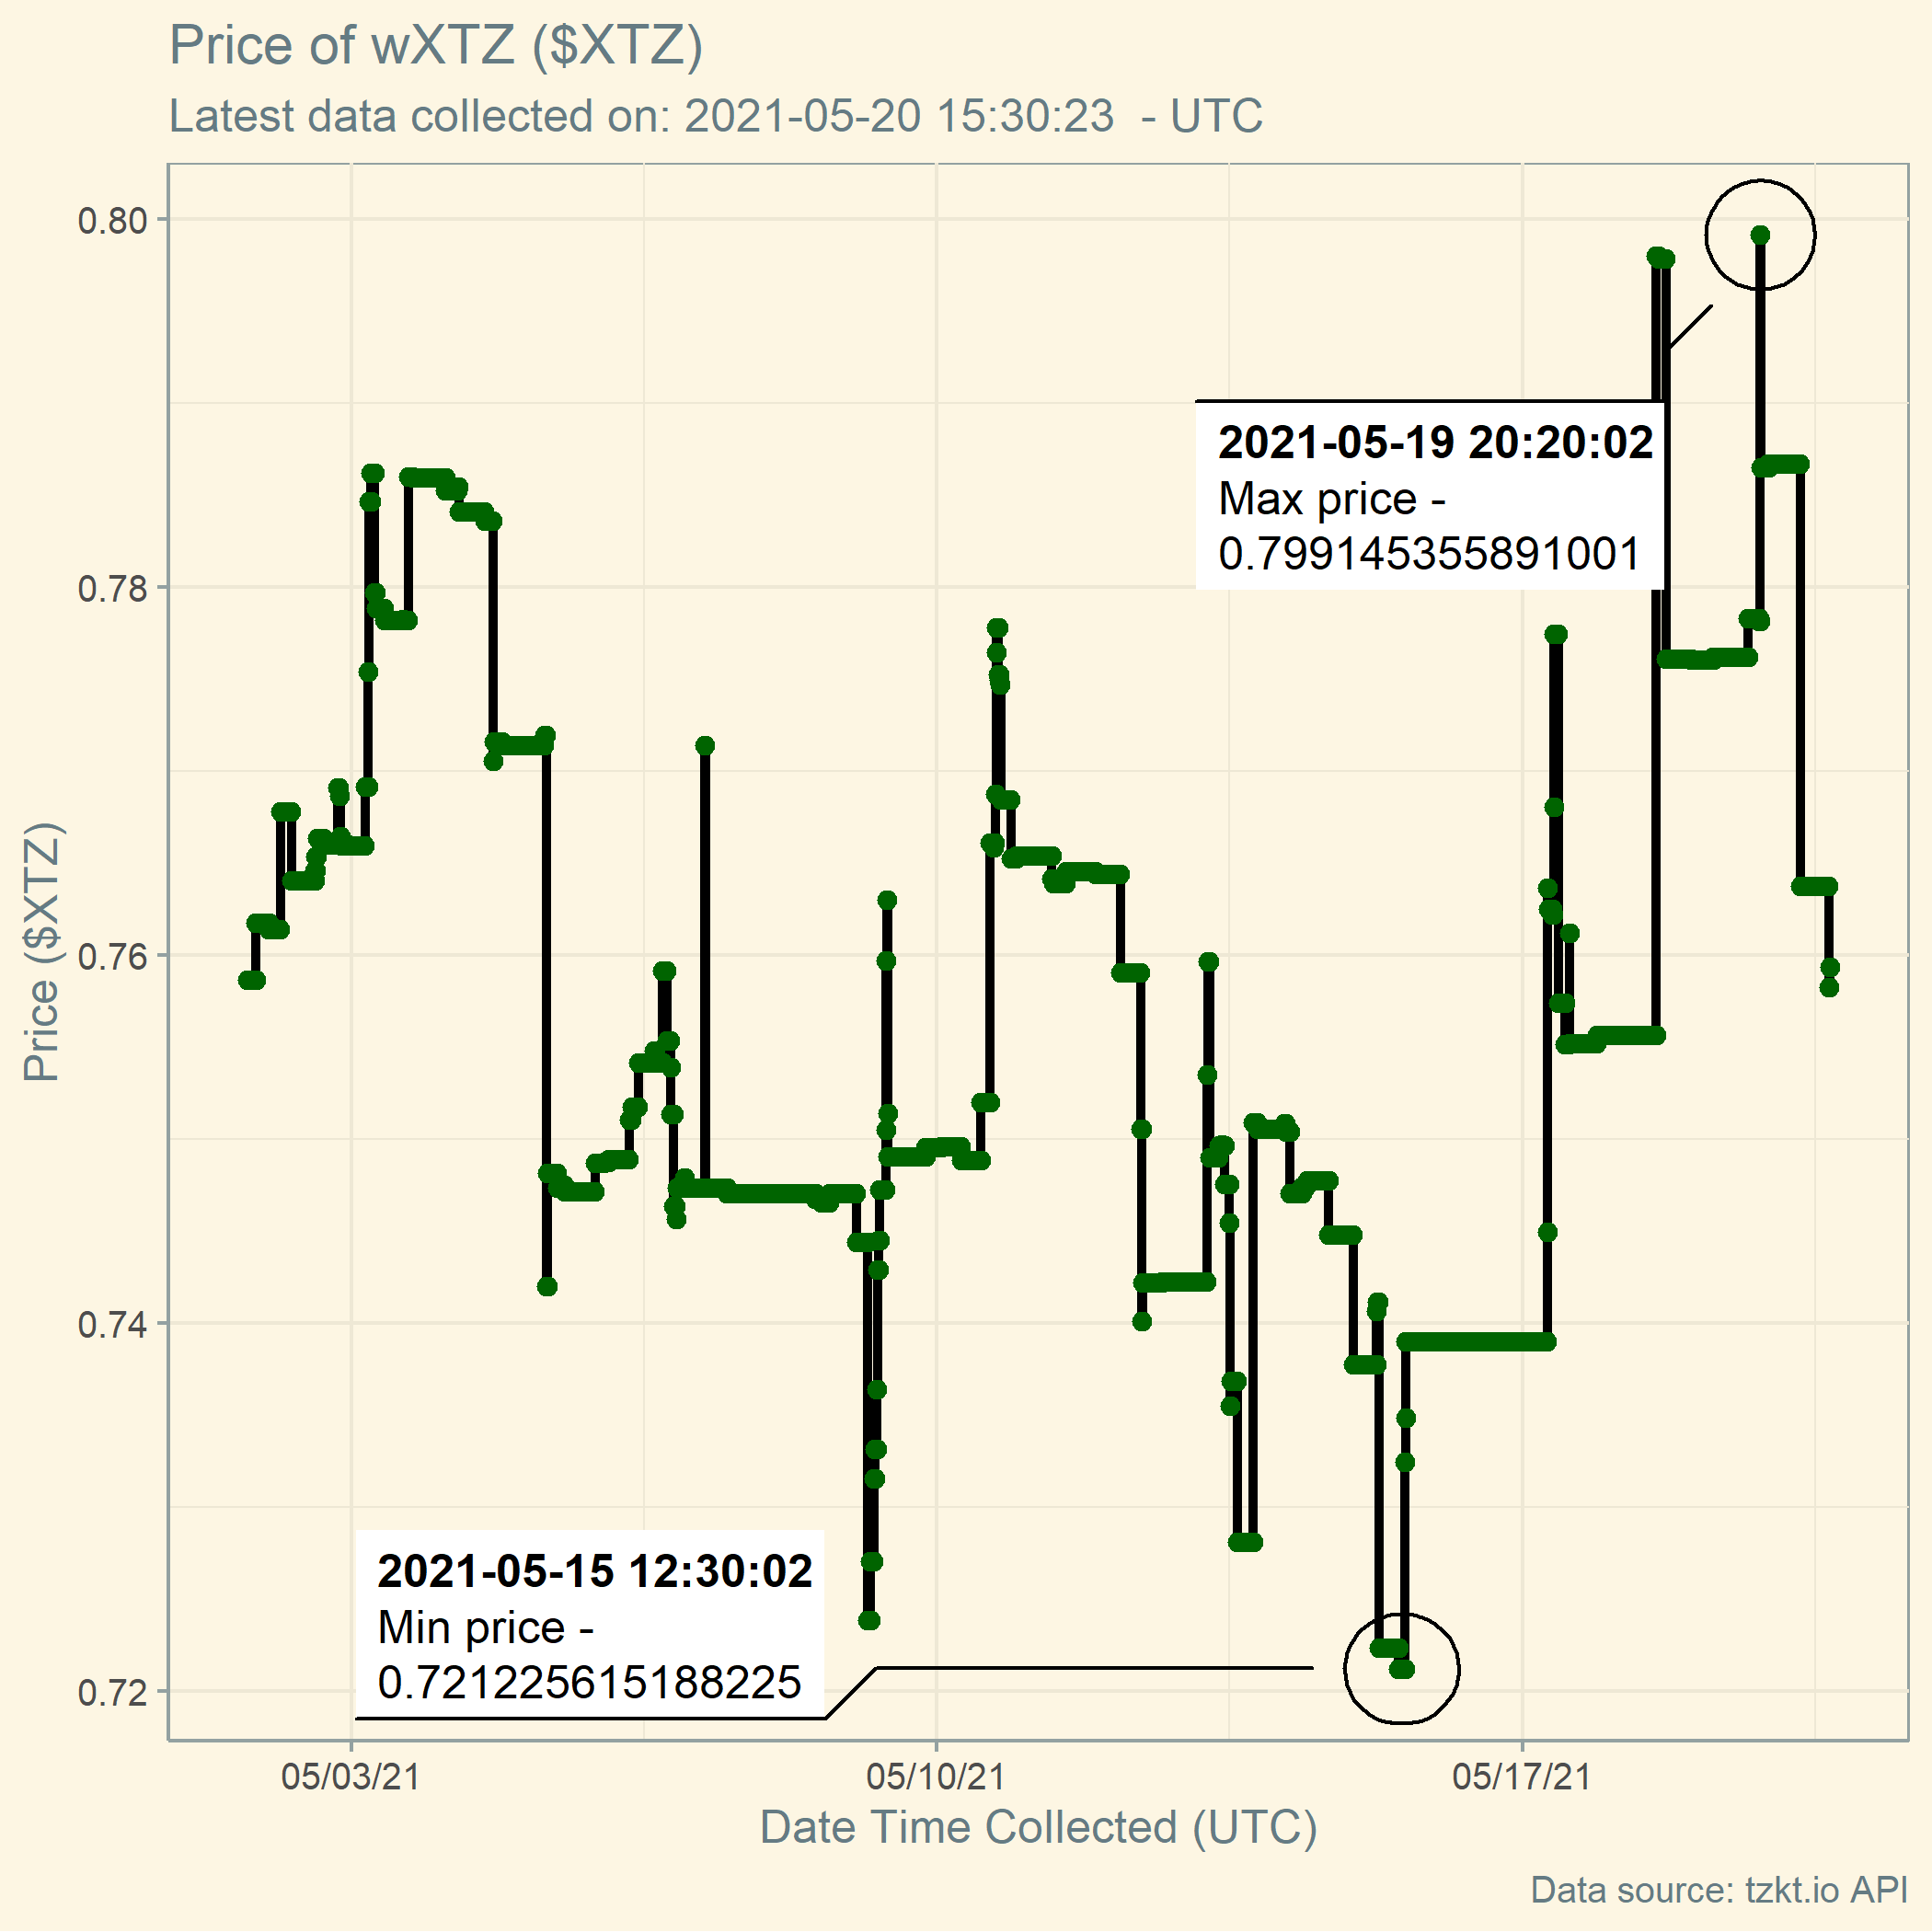 Price of wXTZ ($XTZ)
Latest data collected on: 2021-05-20 15:30:23 - UTC
Price ($XTZ)
0.80
0.78
0.76
0.74
0.72
2021-05-19 20:20:02
Max price -
0.799145355891001
2021-05-15 12:30:02
Min price -
0.721225615188225
05/03/21
05/10/21
05/17/21
Date Time Collected (UTC)
Data source: tzkt.io API